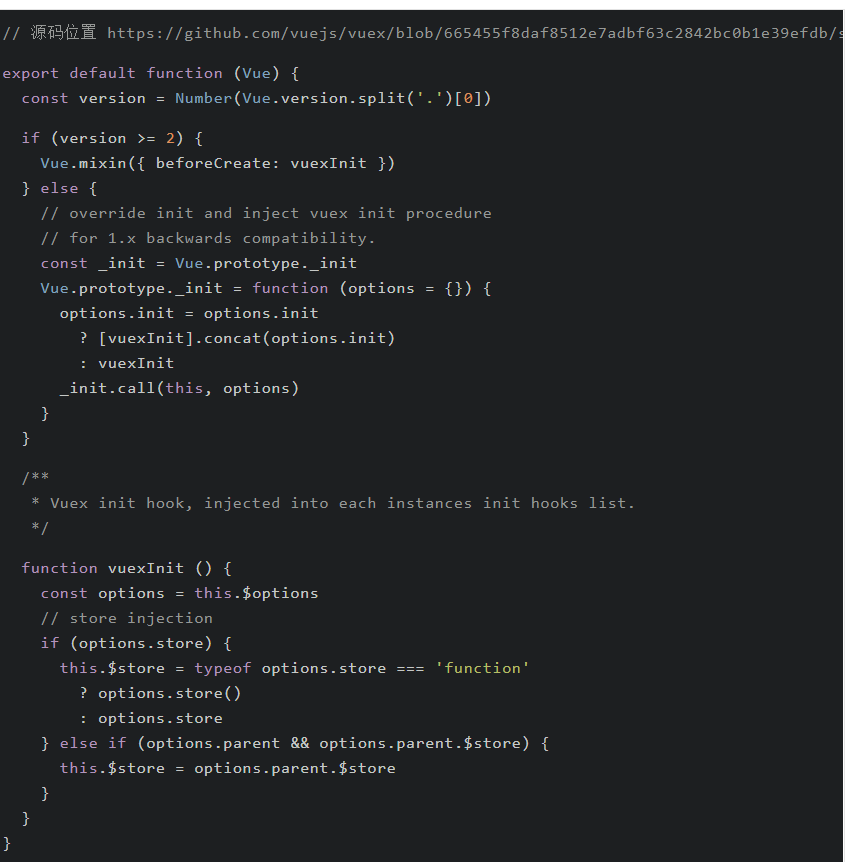 // 源码位置 https://github.com/vuejs/vuex/blob/665455f8daf8512e7adbf63c2842bc0b1e39efdb/s
export default function (Vue) {
  const version = Number(Vue.version.split('.')[0])
  if (version >= 2) {
    Vue.mixin({ beforeCreate: vuexInit })
  } else {
    // override init and inject vuex init procedure
    // for 1.x backwards compatibility.
    const _init = Vue.prototype._init
    Vue.prototype._init = function (options = {}) {
      options.init = options.init
        ? [vuexInit].concat(options.init)
        : vuexInit
      _init.call(this, options)
    }
  }
  /**
   * Vuex init hook, injected into each instances init hooks list.
   */
  function vuexInit () {
    const options = this.$options
    // store injection
    if (options.store) {
      this.$store = typeof options.store === 'function'
        ? options.store()
        : options.store
    } else if (options.parent && options.parent.$store) {
      this.$store = options.parent.$store
    }
  }
}